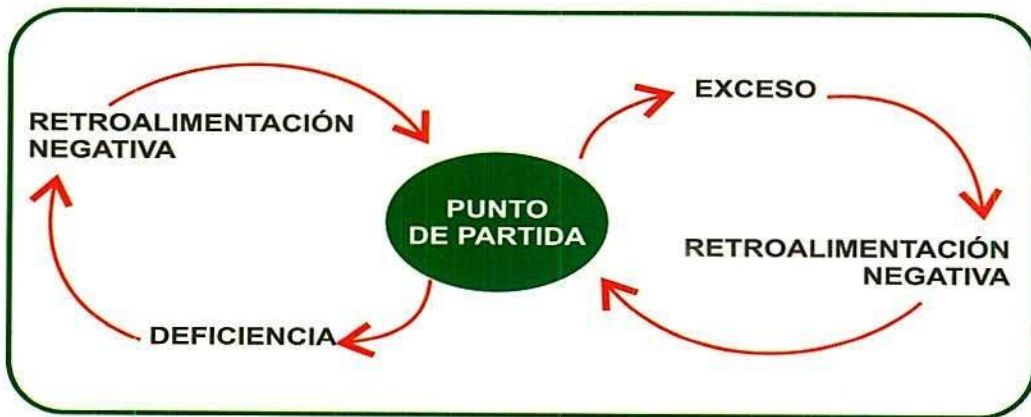 EXCESO
RETROALIMENTACIÓN
NEGATIVA
PUNTO
DE PARTIDA
RETROALIMENTACIÓN
NEGATIVA
DEFICIENCIA